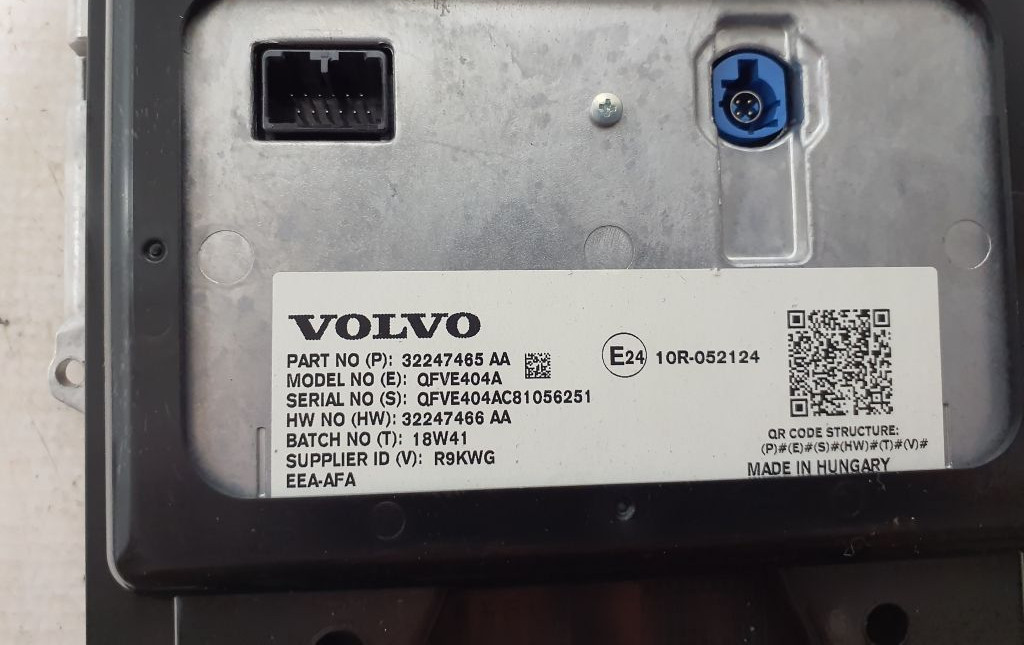 VOLVO
PART NO (P): 32247465 AA
MODEL NO (E): QFVE404A
SERIAL NO (S): QFVE404AC81056251
HW NO (HW): 32247466 AA
BATCH NO (T): 18W41
SUPPLIER ID (V): R9KWG
EEA-AFA
E24 10R-052124
QR CODE STRUCTURE:
(P)#(E)#(S)#(HW)#(T)#(V)#
MADE IN HUNGARY